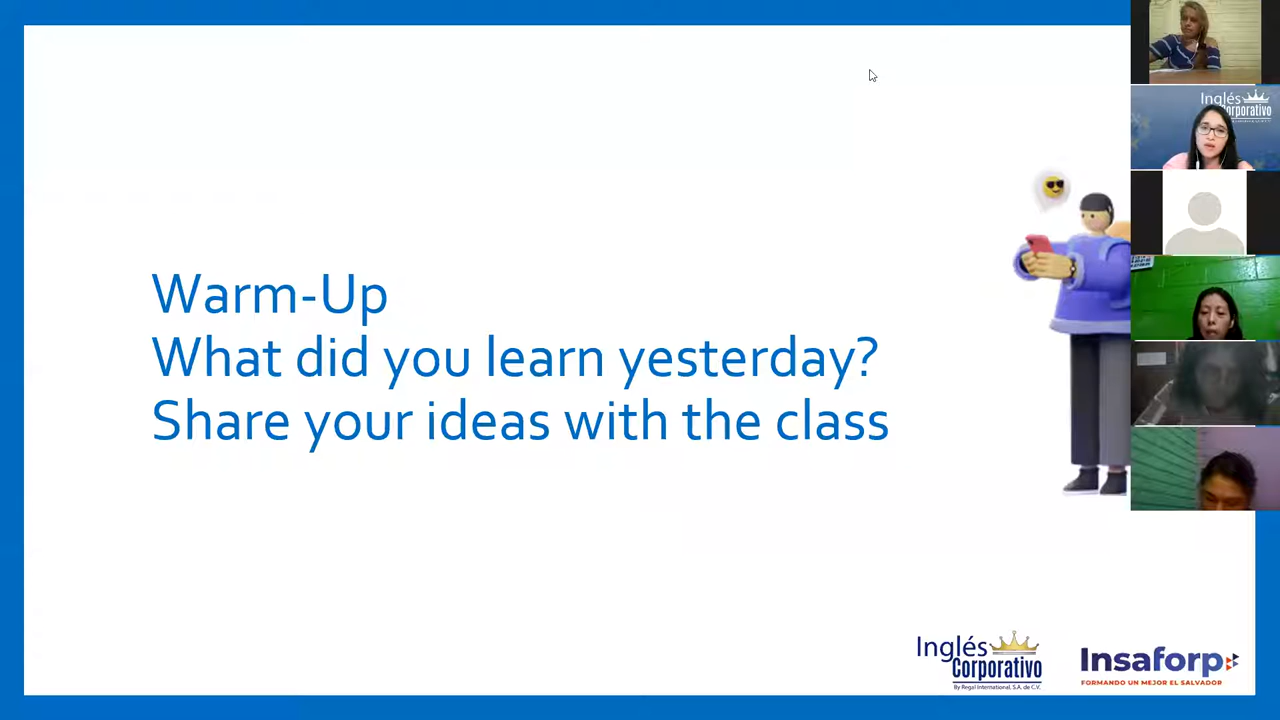 Warm-Up
What did you learn yesterday?
Share your ideas with the class
Inglés
Corporativo
Inglés
Corporativo
By Regal International, S.A. de C.V.
Insaforp
FORMANDO UN MEJOR EL SALVADOR